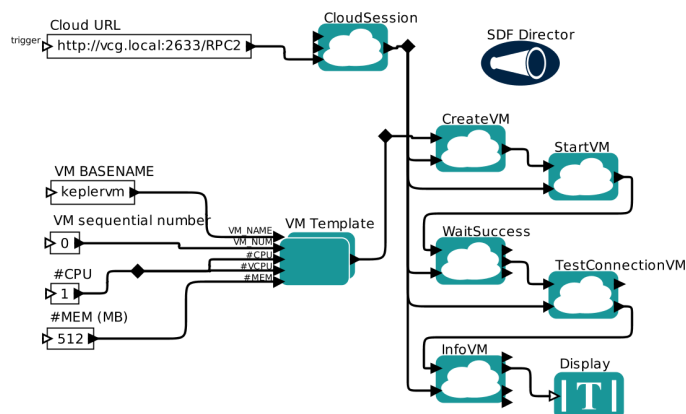 Cloud URL
trigger
http://vcg.local:2633/RPC2
CloudSession
SDF Director
CreateVM
StartVM
VM BASENAME
keplervm
VM sequential number
0
#CPU
1
#MEM (MB)
512
VM Template
VM_NAME
VM_NUM
#CPU
#VCPU
#MEM
WaitSuccess
TestConnectionVM
InfoVM
Display
T